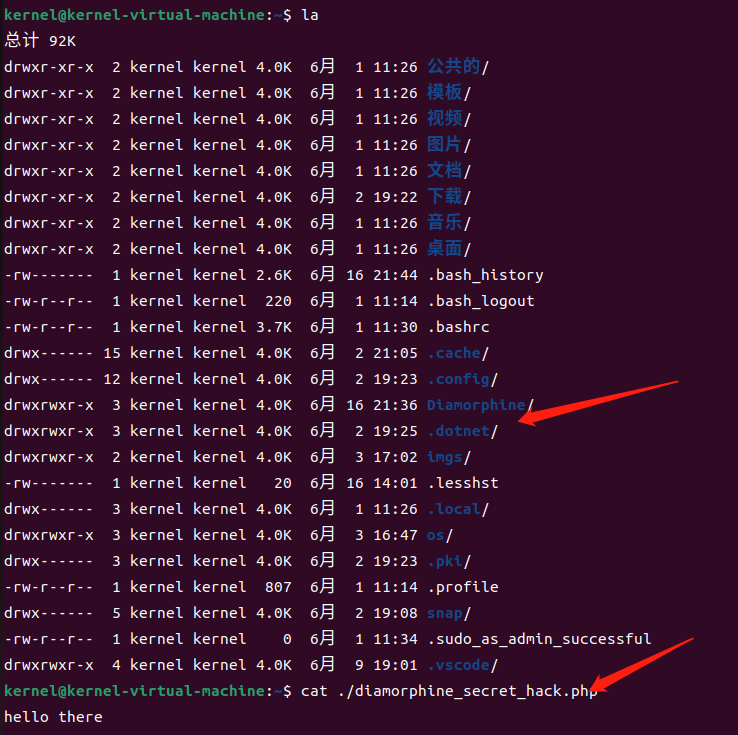 kernel@kernel-virtual-machine:~$ la
总计 92K
drwxr-xr-x  2 kernel kernel 4.0K  6月   1 11:26 公共的/
drwxr-xr-x  2 kernel kernel 4.0K  6月   1 11:26 模板/
drwxr-xr-x  2 kernel kernel 4.0K  6月   1 11:26 视频/
drwxr-xr-x  2 kernel kernel 4.0K  6月   1 11:26 图片/
drwxr-xr-x  2 kernel kernel 4.0K  6月   1 11:26 文档/
drwxr-xr-x  2 kernel kernel 4.0K  6月   2 19:22 下载/
drwxr-xr-x  2 kernel kernel 4.0K  6月   1 11:26 音乐/
drwxr-xr-x  2 kernel kernel 4.0K  6月   1 11:26 桌面/
-rw-------  1 kernel kernel 2.6K  6月  16 21:44 .bash_history
-rw-r--r--  1 kernel kernel  220  6月   1 11:14 .bash_logout
-rw-r--r--  1 kernel kernel 3.7K  6月   1 11:30 .bashrc
drwx------ 15 kernel kernel 4.0K  6月   2 21:05 .cache/
drwx------ 12 kernel kernel 4.0K  6月   2 19:23 .config/
drwxrwxr-x  3 kernel kernel 4.0K  6月  16 21:36 Diamorphine/
drwxrwxr-x  3 kernel kernel 4.0K  6月   2 19:25 .dotnet/
drwxrwxr-x  2 kernel kernel 4.0K  6月   3 17:02 imgs/
-rw-------  1 kernel kernel   20  6月  16 14:01 .lesshst
drwx------  3 kernel kernel 4.0K  6月   1 11:26 .local/
drwxrwxr-x  3 kernel kernel 4.0K  6月   3 16:47 os/
drwx------  3 kernel kernel 4.0K  6月   2 19:23 .pki/
-rw-r--r--  1 kernel kernel  807  6月   1 11:14 .profile
drwx------  5 kernel kernel 4.0K  6月   2 19:08 snap/
-rw-r--r--  1 kernel kernel    0  6月   1 11:34 .sudo_as_admin_successful
drwxrwxr-x  4 kernel kernel 4.0K  6月   9 19:01 .vscode/
kernel@kernel-virtual-machine:~$ cat ./diamorphine_secret_hack.php
hello there